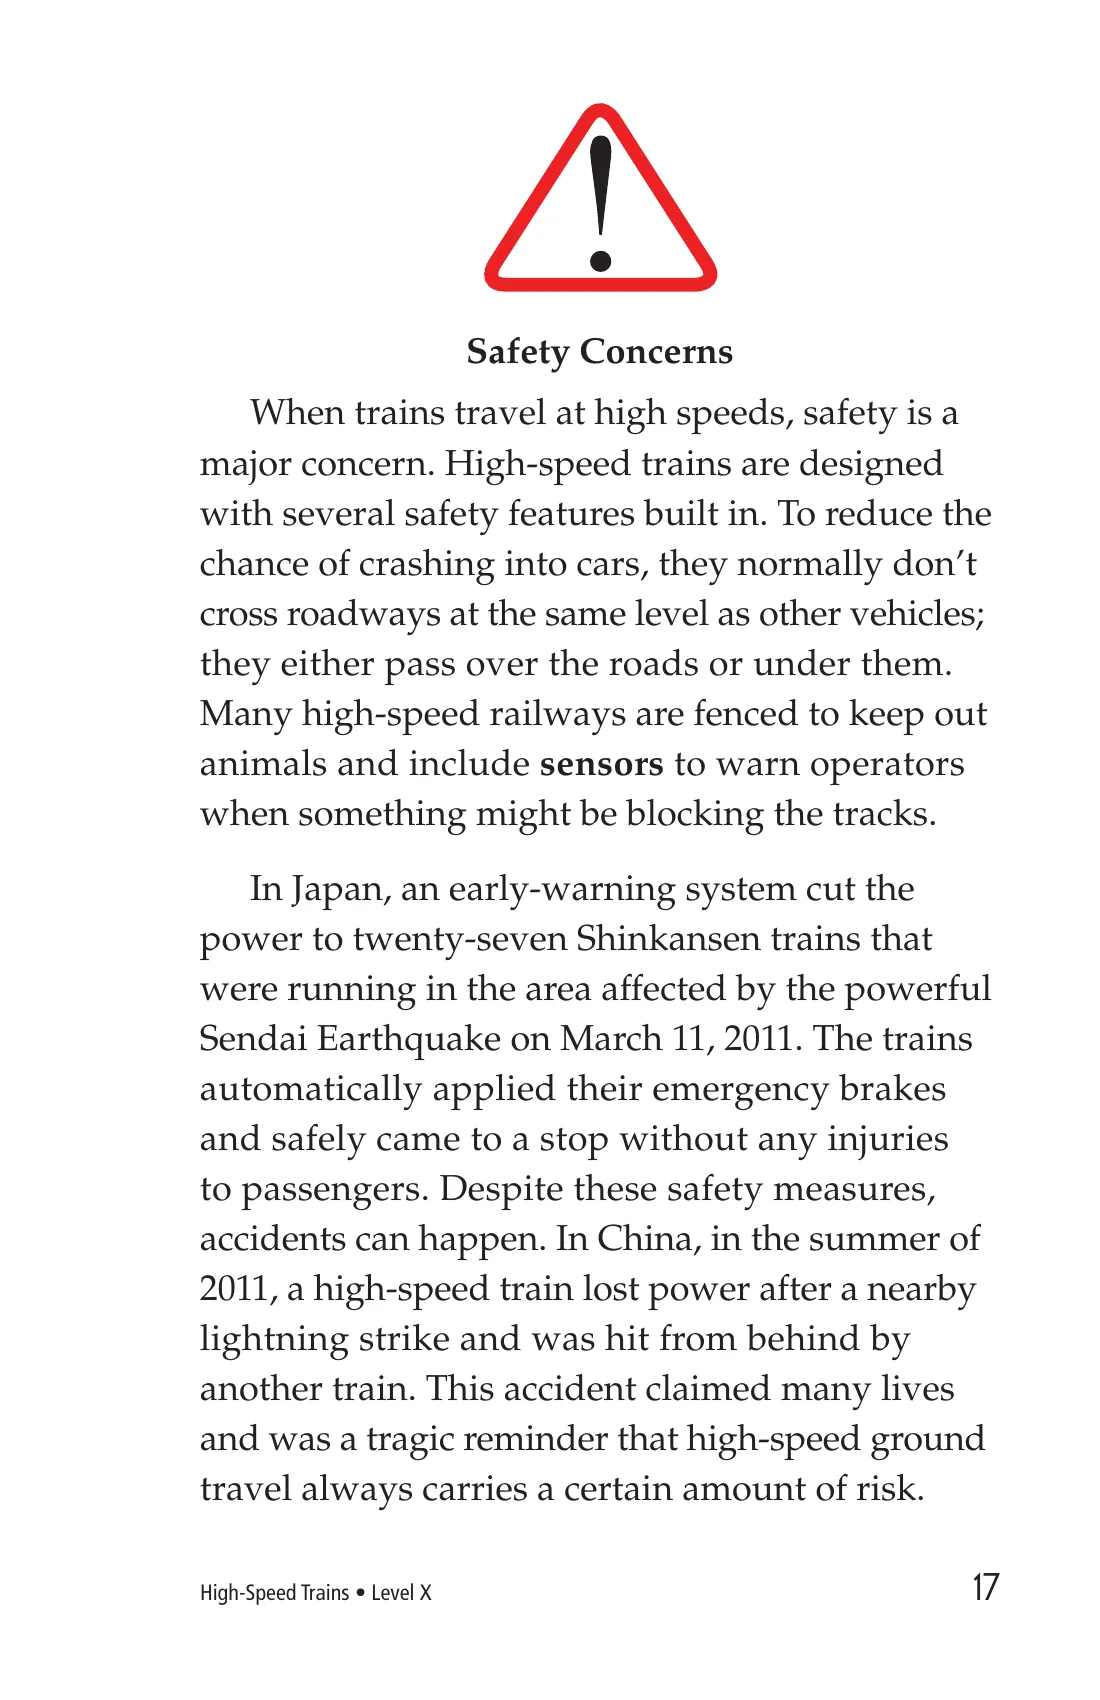 !
Safety Concerns
When trains travel at high speeds, safety is a
major concern. High-speed trains are designed
with several safety features built in. To reduce the
chance of crashing into cars, they normally don’t
cross roadways at the same level as other vehicles;
they either pass over the roads or under them.
Many high-speed railways are fenced to keep out
animals and include sensors to warn operators
when something might be blocking the tracks.
In Japan, an early-warning system cut the
power to twenty-seven Shinkansen trains that
were running in the area affected by the powerful
Sendai Earthquake on March 11, 2011. The trains
automatically applied their emergency brakes
and safely came to a stop without any injuries
to passengers. Despite these safety measures,
accidents can happen. In China, in the summer of
2011, a high-speed train lost power after a nearby
lightning strike and was hit from behind by
another train. This accident claimed many lives
and was a tragic reminder that high-speed ground
travel always carries a certain amount of risk.
High-Speed Trains • Level X
17